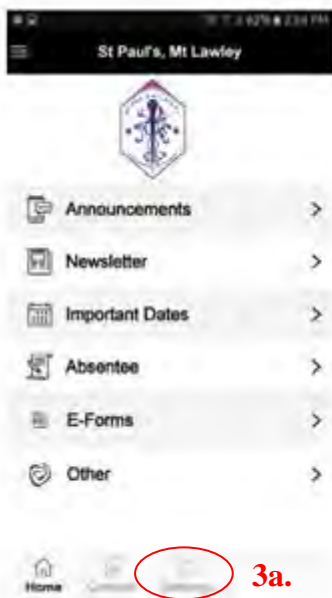 St Paul's, Mt Lawley
Announcements
Newsletter
Important Dates
Absentee
E-Forms
Other
Home
3a.